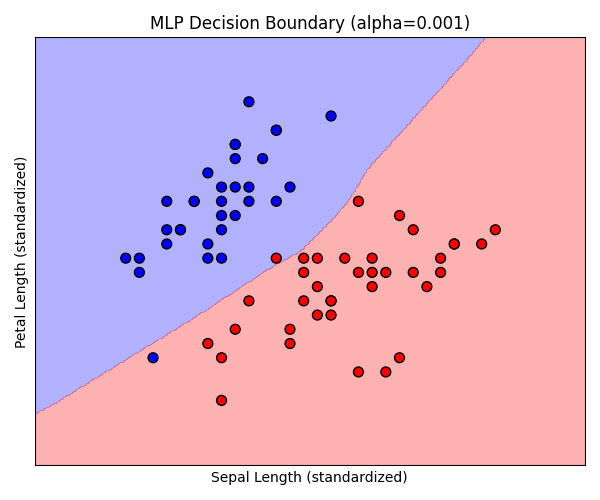 MLP Decision Boundary (alpha=0.001)
Petal Length (standardized)
Sepal Length (standardized)